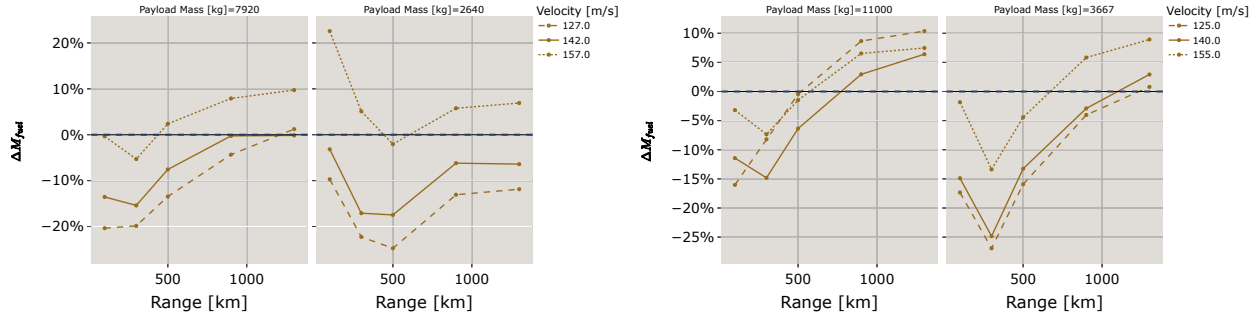 Payload Mass [kg]=7920
Payload Mass [kg]=2640
Velocity [m/s]
127.0
142.0
157.0
20%
10%
0%
−10%
−20%
ΔM_fuel
500
1000
500
1000
Range [km]
Range [km]
Payload Mass [kg]=11000
Payload Mass [kg]=3667
Velocity [m/s]
125.0
140.0
155.0
10%
5%
0%
−5%
−10%
−15%
−20%
−25%
ΔM_fuel
500
1000
500
1000
Range [km]
Range [km]